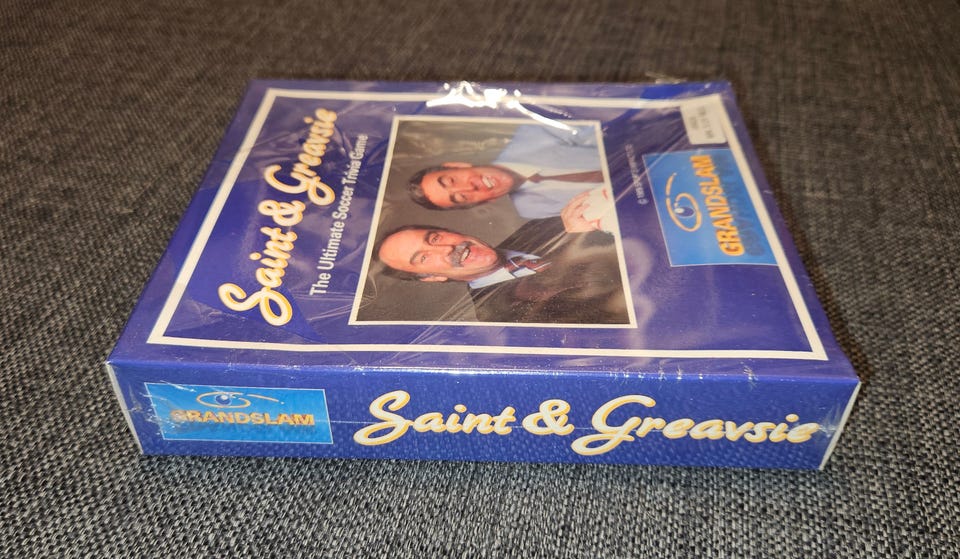 Saint & Greavsie
The Ultimate Soccer Trivia Game
GRANDSLAM
GRANDSLAM
Saint & Greavsie